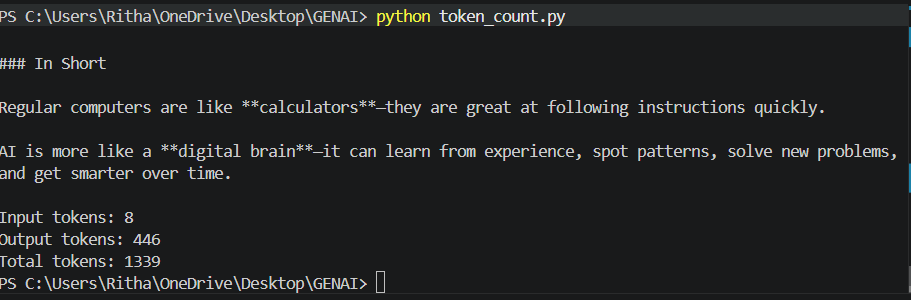 PS C:\Users\Ritha\OneDrive\Desktop\GENAI> python token_count.py
### In Short
Regular computers are like **calculators**—they are great at following instructions quickly.
AI is more like a **digital brain**—it can learn from experience, spot patterns, solve new problems,
and get smarter over time.
Input tokens: 8
Output tokens: 446
Total tokens: 1339
PS C:\Users\Ritha\OneDrive\Desktop\GENAI>